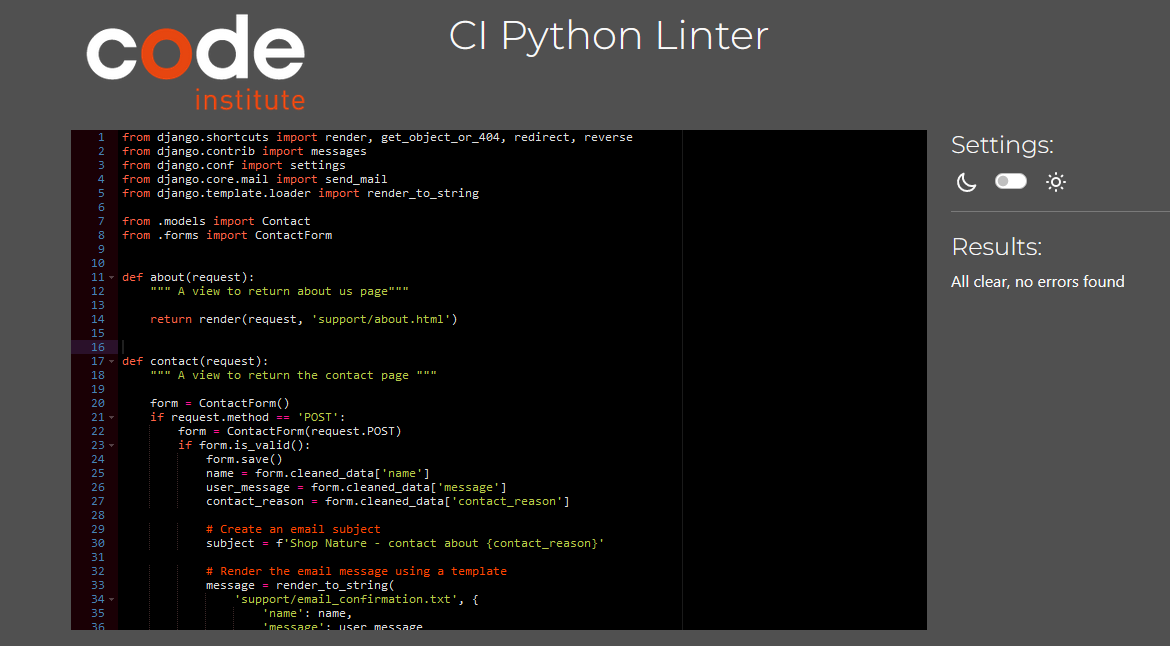 code
institute
CI Python Linter
1 from django.shortcuts import render, get_object_or_404, redirect, reverse
2 from django.contrib import messages
3 from django.conf import settings
4 from django.core.mail import send_mail
5 from django.template.loader import render_to_string
6
7 from .models import Contact
8 from .forms import ContactForm
9
10
11 def about(request):
12     """ A view to return about us page"""
13
14     return render(request, 'support/about.html')
15
16
17 def contact(request):
18     """ A view to return the contact page """
19
20     form = ContactForm()
21     if request.method == 'POST':
22         form = ContactForm(request.POST)
23         if form.is_valid():
24             form.save()
25             name = form.cleaned_data['name']
26             user_message = form.cleaned_data['message']
27             contact_reason = form.cleaned_data['contact_reason']
28
29             # Create an email subject
30             subject = f'Shop Nature - contact about {contact_reason}'
31
32             # Render the email message using a template
33             message = render_to_string(
34                 'support/email_confirmation.txt', {
35                     'name': name,
36                     'message': user_message
Settings:
Results:
All clear, no errors found